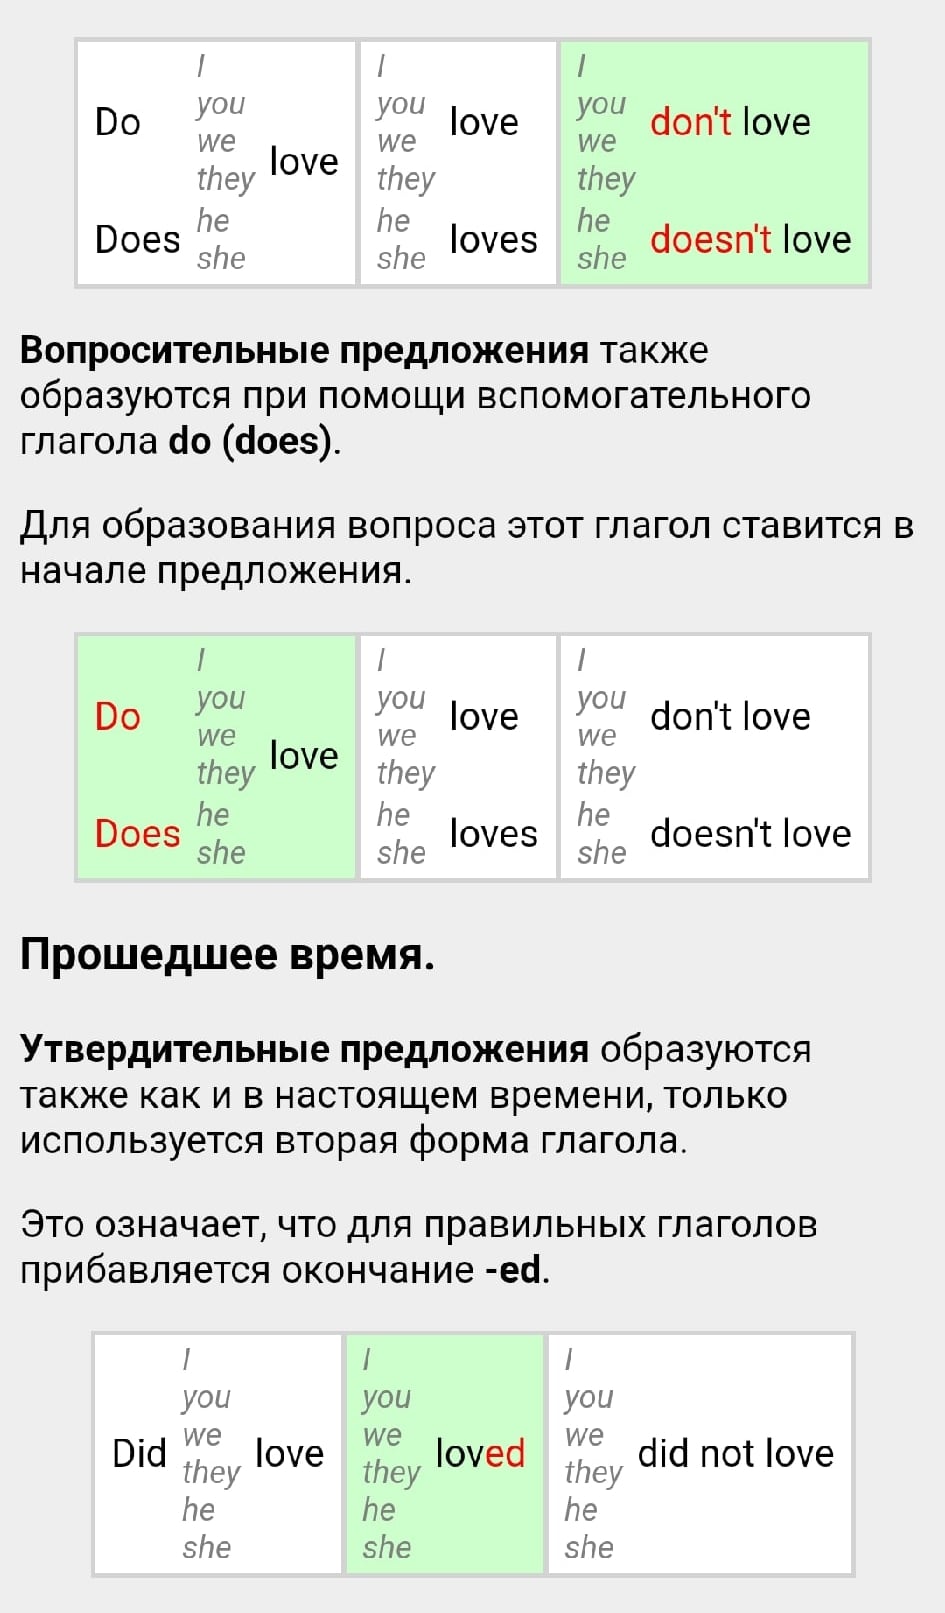 I I I
Do you you love you don't love
we we we
they love they they
Does he he loves he doesn't love
she she she
Вопросительные предложения также
образуются при помощи вспомогательного
глагола do (does).
Для образования вопроса этот глагол ставится в
начале предложения.
I I I
Do you you love you don't love
we we we
they love they they
Does he he loves he doesn't love
she she she
Прошедшее время.
Утвердительные предложения образуются
также как и в настоящем времени, только
используется вторая форма глагола.
Это означает, что для правильных глаголов
прибавляется окончание -ed.
I I I
you you you
Did we love we loved we did not love
they they they
he he he
she she she